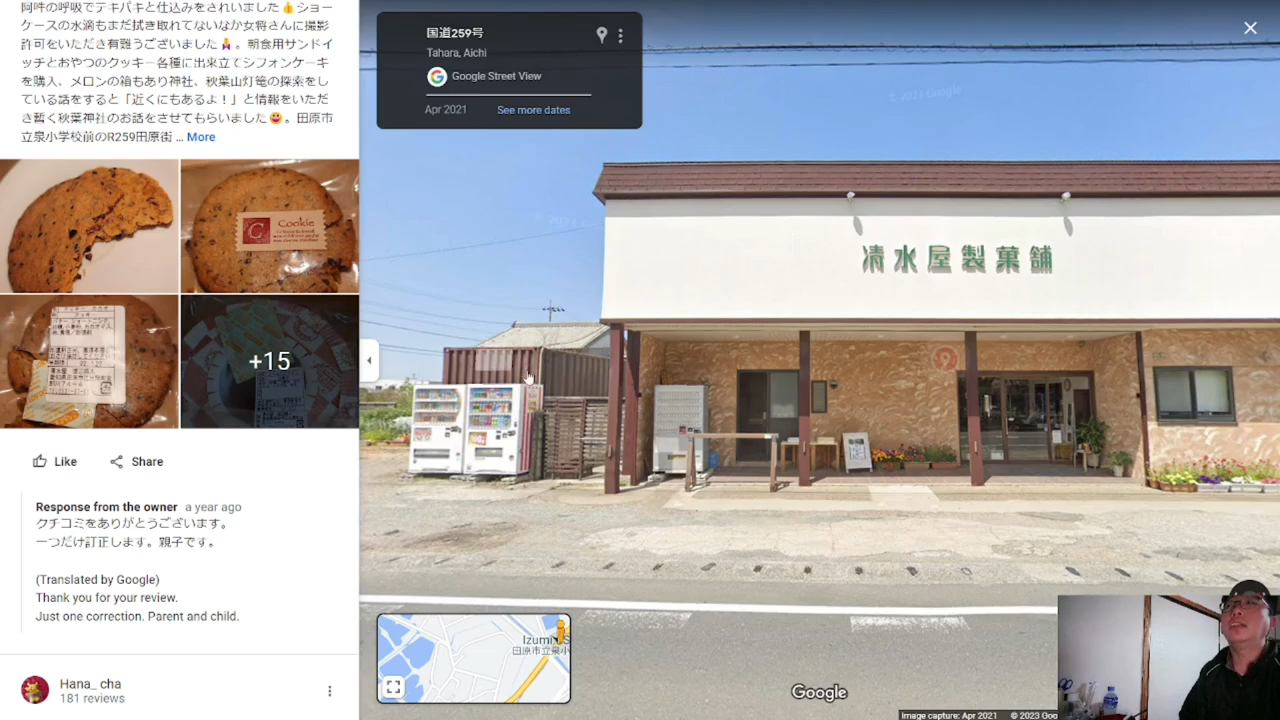 阿吽の呼吸でテキパキと仕込みをされいました👍ショー
ケースの水滴もまだ拭き取れてないなか女将さんに撮影
許可をいただき有難うございました🙏。朝食用サンドイ
ッチとおやつのクッキー各種に出来立てシフォンケーキ
を購入、メロンの箱もあり神社、秋葉山灯篭の探索をし
ている話をすると「近くにもあるよ！」と情報をいただ
き暫く秋葉神社のお話をさせてもらいました😀。田原市
立泉小学校前のR259田原街 ... More
Cookie
+15
Like
Share
Response from the owner a year ago
クチコミをありがとうございます。
一つだけ訂正します。親子です。
(Translated by Google)
Thank you for your review.
Just one correction. Parent and child.
Hana_ cha
181 reviews
国道259号
Tahara, Aichi
Google Street View
Apr 2021
See more dates
© 2021 Google
清水屋製菓舗
Izumi
田原市立泉小
Google
Image capture: Apr 2021 © 2023 Goo